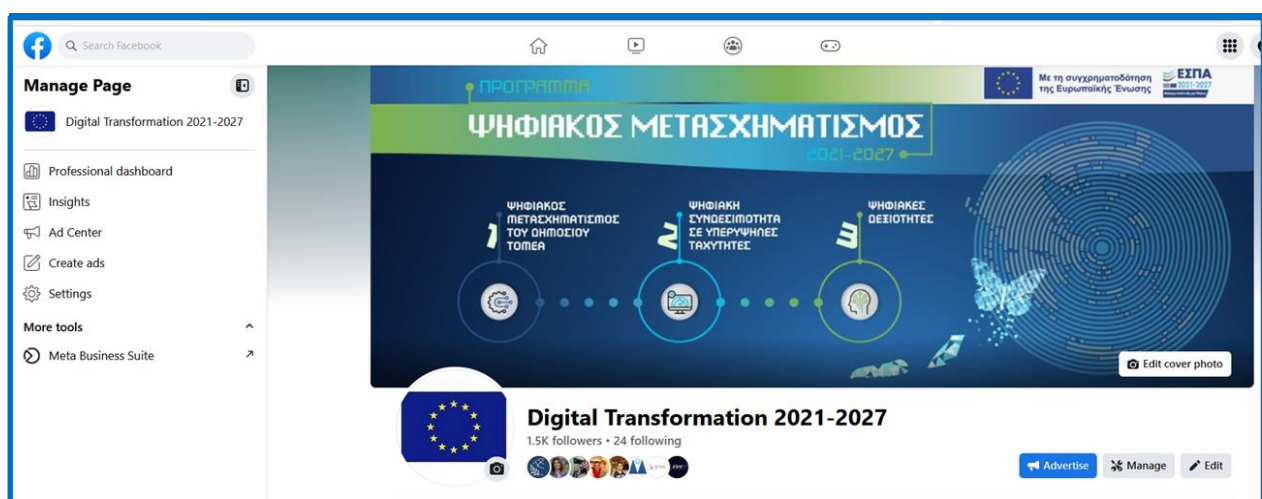 Search Facebook
Manage Page
Digital Transformation 2021-2027
Professional dashboard
Insights
Ad Center
Create ads
Settings
More tools
Meta Business Suite
ΠΡΟΓΡΑΜΜΑ
ΨΗΦΙΑΚΟΣ ΜΕΤΑΣΧΗΜΑΤΙΣΜΟΣ
2021-2027
Με τη συγχρηματοδότηση
της Ευρωπαϊκής Ένωσης
ΕΣΠΑ
2021-2027
1
ΨΗΦΙΑΚΟΣ
ΜΕΤΑΣΧΗΜΑΤΙΣΜΟΣ
ΤΟΥ ΔΗΜΟΣΙΟΥ
ΤΟΜΕΑ
2
ΨΗΦΙΑΚΗ
ΣΥΝΔΕΣΙΜΟΤΗΤΑ
ΣΕ ΥΠΕΡΥΨΗΛΕΣ
ΤΑΧΥΤΗΤΕΣ
3
ΨΗΦΙΑΚΕΣ
ΔΕΞΙΟΤΗΤΕΣ
Edit cover photo
Digital Transformation 2021-2027
1.5K followers • 24 following
Advertise
Manage
Edit